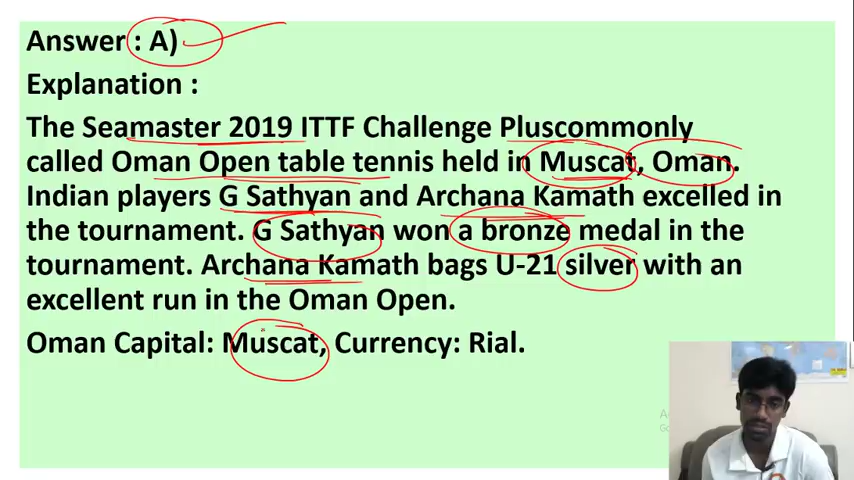 Answer : A)
Explanation :
The Seamaster 2019 ITTF Challenge Pluscommonly
called Oman Open table tennis held in Muscat, Oman.
Indian players G Sathyan and Archana Kamath excelled in
the tournament. G Sathyan won a bronze medal in the
tournament. Archana Kamath bags U-21 silver with an
excellent run in the Oman Open.
Oman Capital: Muscat, Currency: Rial.